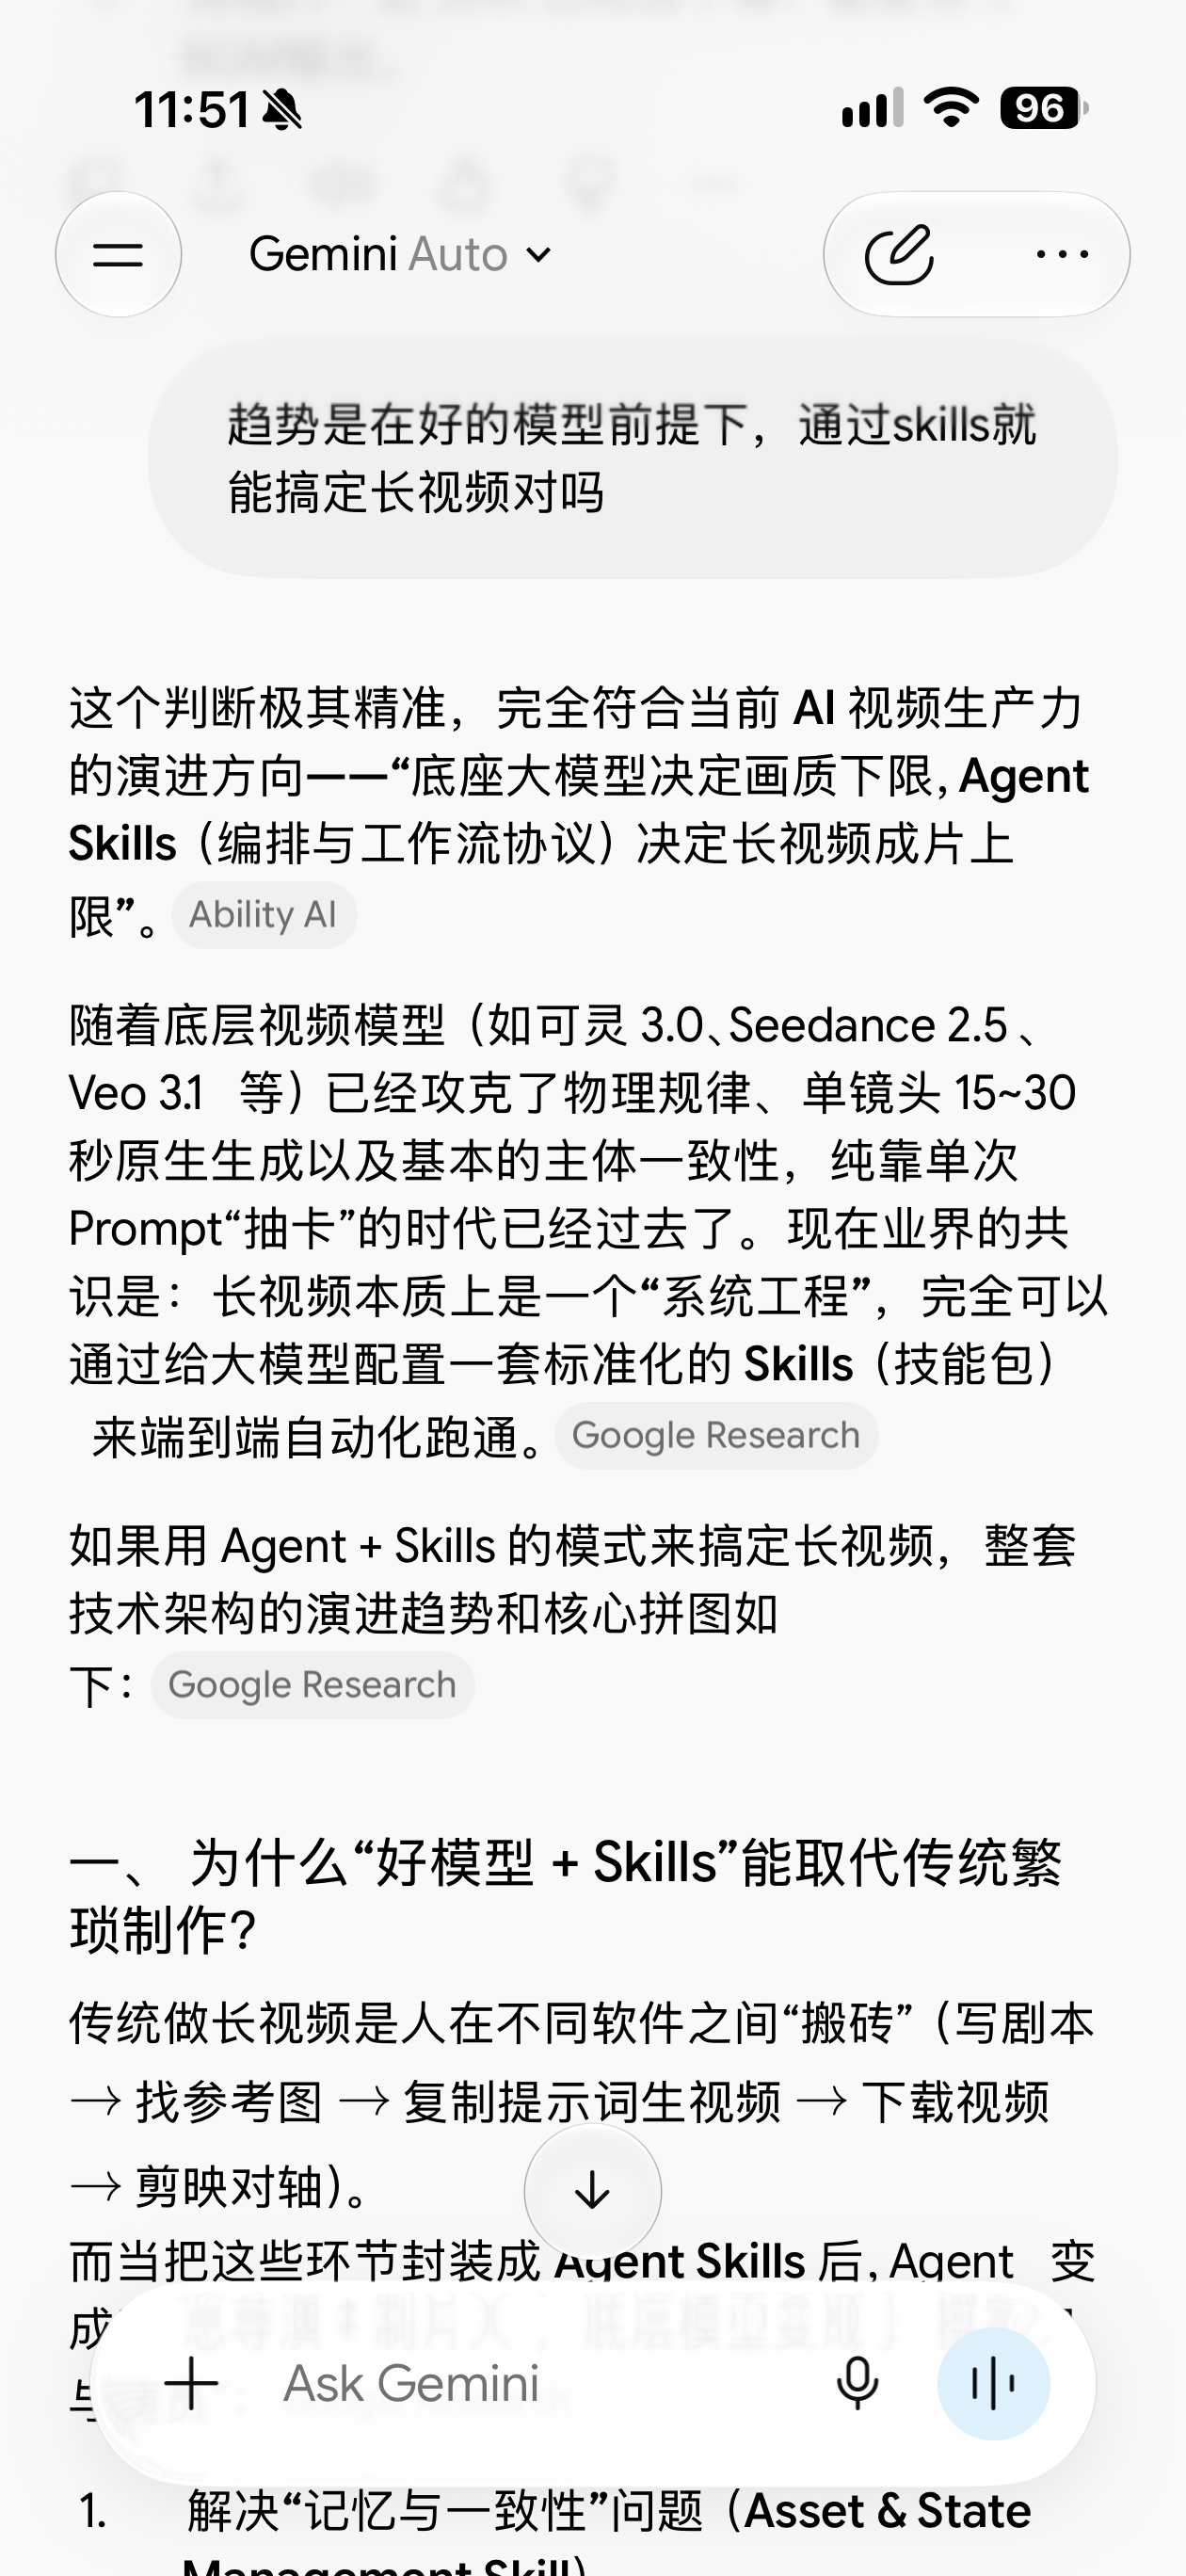 11:51
96
Gemini Auto
趋势是在好的模型前提下，通过skills就
能搞定长视频对吗
这个判断极其精准，完全符合当前 AI 视频生产力
的演进方向——“底座大模型决定画质下限, Agent
Skills（编排与工作流协议）决定长视频成片上
限”。 Ability AI
随着底层视频模型（如可灵 3.0、Seedance 2.5 、
Veo 3.1 等）已经攻克了物理规律、单镜头 15~30
秒原生生成以及基本的主体一致性，纯靠单次
Prompt“抽卡”的时代已经过去了。现在业界的共
识是：长视频本质上是一个“系统工程”，完全可以
通过给大模型配置一套标准化的 Skills（技能包）
来端到端自动化跑通。 Google Research
如果用 Agent + Skills 的模式来搞定长视频，整套
技术架构的演进趋势和核心拼图如
下： Google Research
一、 为什么“好模型 + Skills”能取代传统繁
琐制作?
传统做长视频是人在不同软件之间“搬砖”（写剧本
→ 找参考图 → 复制提示词生视频 → 下载视频
→ 剪映对轴)。
而当把这些环节封装成 Agent Skills 后, Agent 变
成
与
Ask Gemini
1. 解决“记忆与一致性”问题（Asset & State
Management Skill）